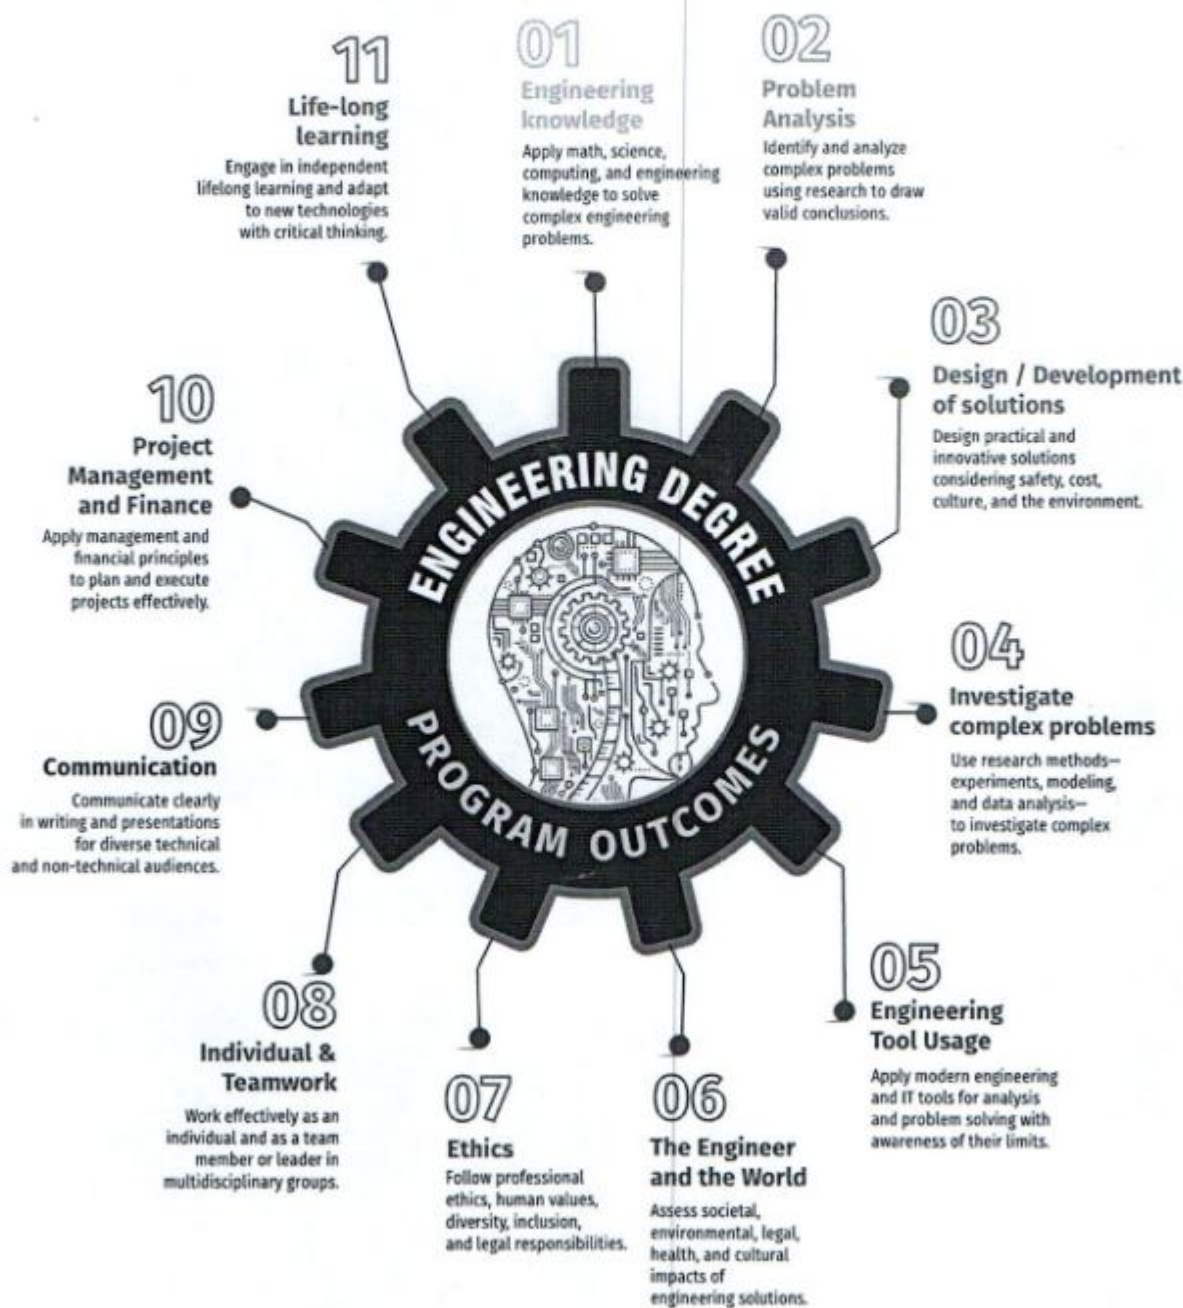 01
Engineering
knowledge
Apply math, science,
computing, and engineering
knowledge to solve
complex engineering
problems.
02
Problem
Analysis
Identify and analyze
complex problems
using research to draw
valid conclusions.
03
Design / Development
of solutions
Design practical and
innovative solutions
considering safety, cost,
culture, and the environment.
04
Investigate
complex problems
Use research methods—
experiments, modeling,
and data analysis—
to investigate complex
problems.
05
Engineering
Tool Usage
Apply modern engineering
and IT tools for analysis
and problem solving with
awareness of their limits.
06
The Engineer
and the World
Assess societal,
environmental, legal,
health, and cultural
impacts of
engineering solutions.
07
Ethics
Follow professional
ethics, human values,
diversity, inclusion,
and legal responsibilities.
08
Individual &
Teamwork
Work effectively as an
individual and as a team
member or leader in
multidisciplinary groups.
09
Communication
Communicate clearly
in writing and presentations
for diverse technical
and non-technical audiences.
10
Project
Management
and Finance
Apply management and
financial principles
to plan and execute
projects effectively.
11
Life-long
learning
Engage in independent
lifelong learning and adapt
to new technologies
with critical thinking.
ENGINEERING DEGREE
PROGRAM OUTCOMES